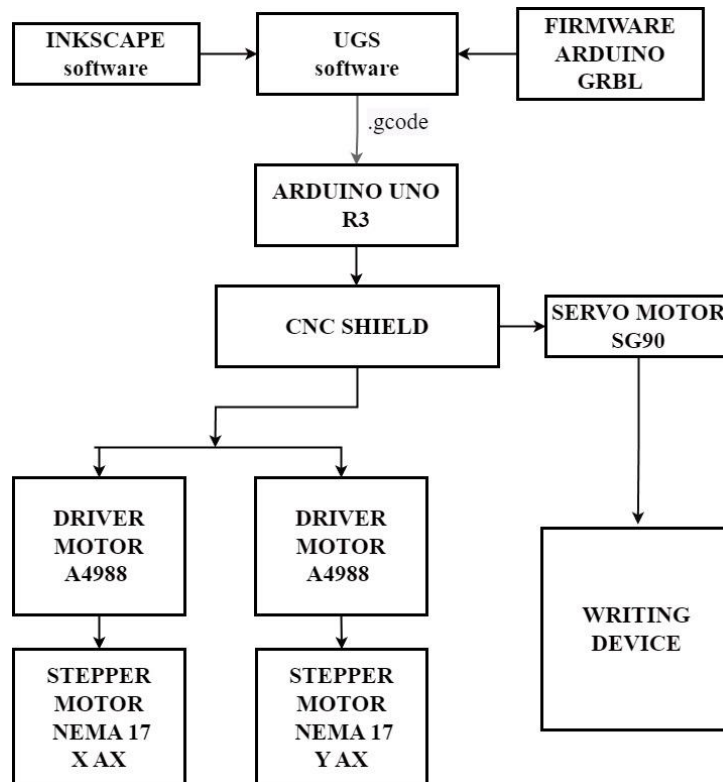 INKSCAPE
software
UGS
software
FIRMWARE
ARDUINO
GRBL
.gcode
ARDUINO UNO
R3
CNC SHIELD
SERVO MOTOR
SG90
DRIVER
MOTOR
A4988
DRIVER
MOTOR
A4988
WRITING
DEVICE
STEPPER
MOTOR
NEMA 17
X AX
STEPPER
MOTOR
NEMA 17
Y AX